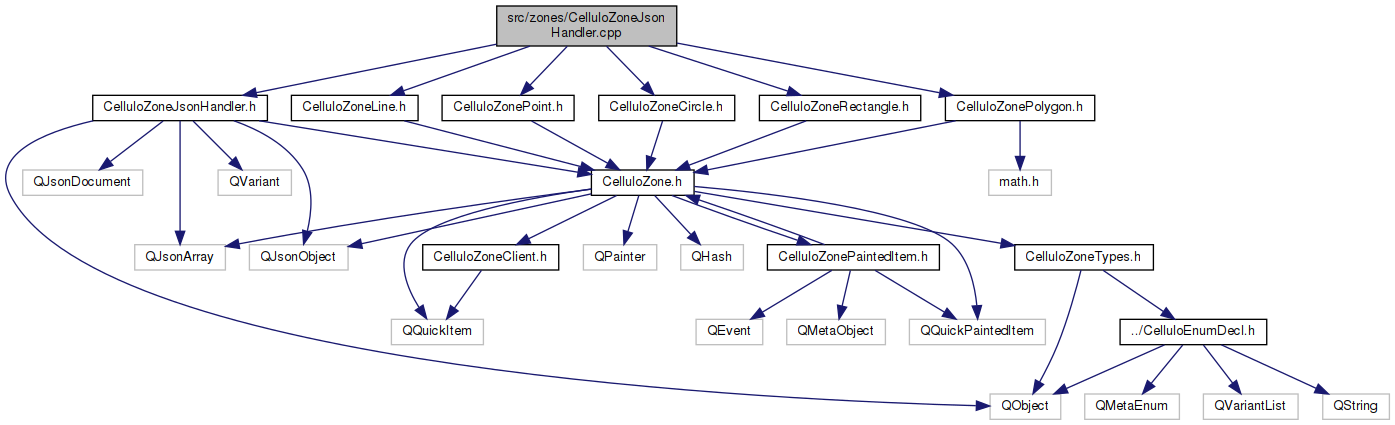 src/zones/CelluloZoneJson
Handler.cpp
CelluloZoneJsonHandler.h
CelluloZoneLine.h
CelluloZonePoint.h
CelluloZoneCircle.h
CelluloZoneRectangle.h
CelluloZonePolygon.h
QJsonDocument
QVariant
CelluloZone.h
math.h
QJsonArray
QJsonObject
CelluloZoneClient.h
QPainter
QHash
CelluloZonePaintedItem.h
CelluloZoneTypes.h
QQuickItem
QEvent
QMetaObject
QQuickPaintedItem
../CelluloEnumDecl.h
QObject
QMetaEnum
QVariantList
QString